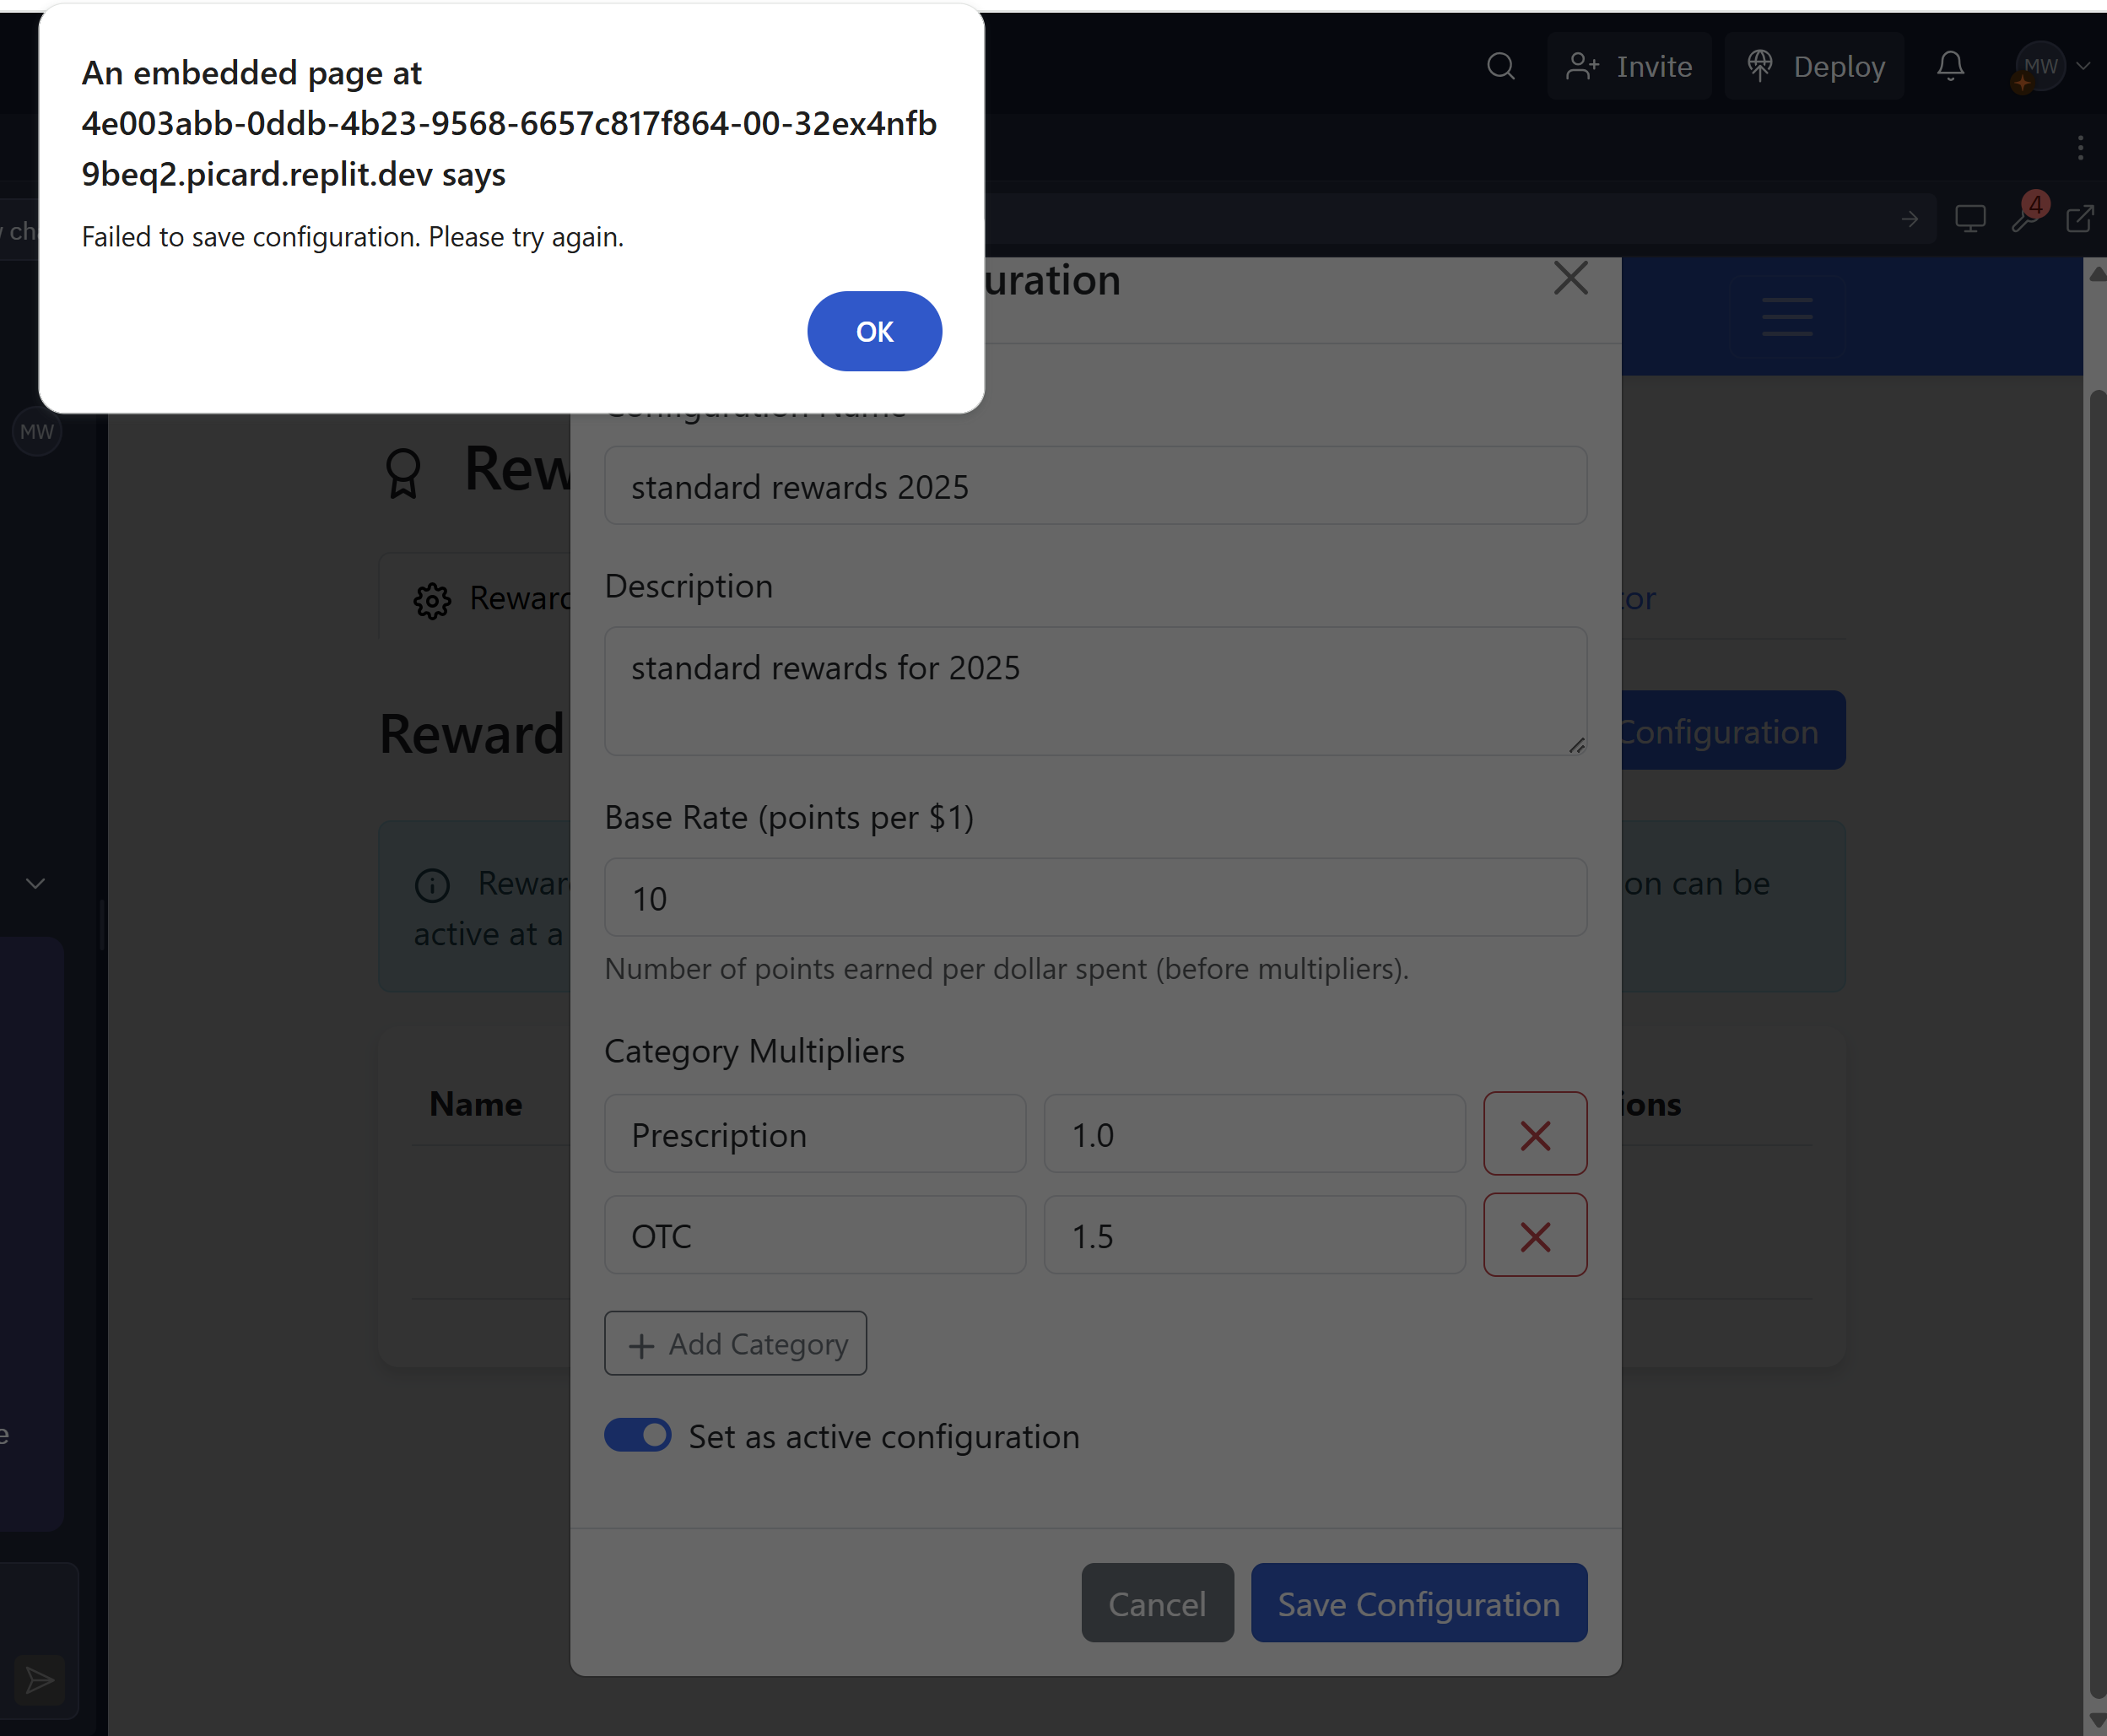 An embedded page at
4e003abb-0ddb-4b23-9568-6657c817f864-00-32ex4nfb
9beq2.picard.replit.dev says
Failed to save configuration. Please try again.
OK
Invite
Deploy
MW
4
uration
MW
Configuration Name
standard rewards 2025
Rew
Description
Reward
tor
standard rewards for 2025
Reward
Configuration
Base Rate (points per $1)
10
Rewar
on can be
active at a
Number of points earned per dollar spent (before multipliers).
Category Multipliers
Name
ions
Prescription
1.0
OTC
1.5
Add Category
Set as active configuration
e
Cancel
Save Configuration